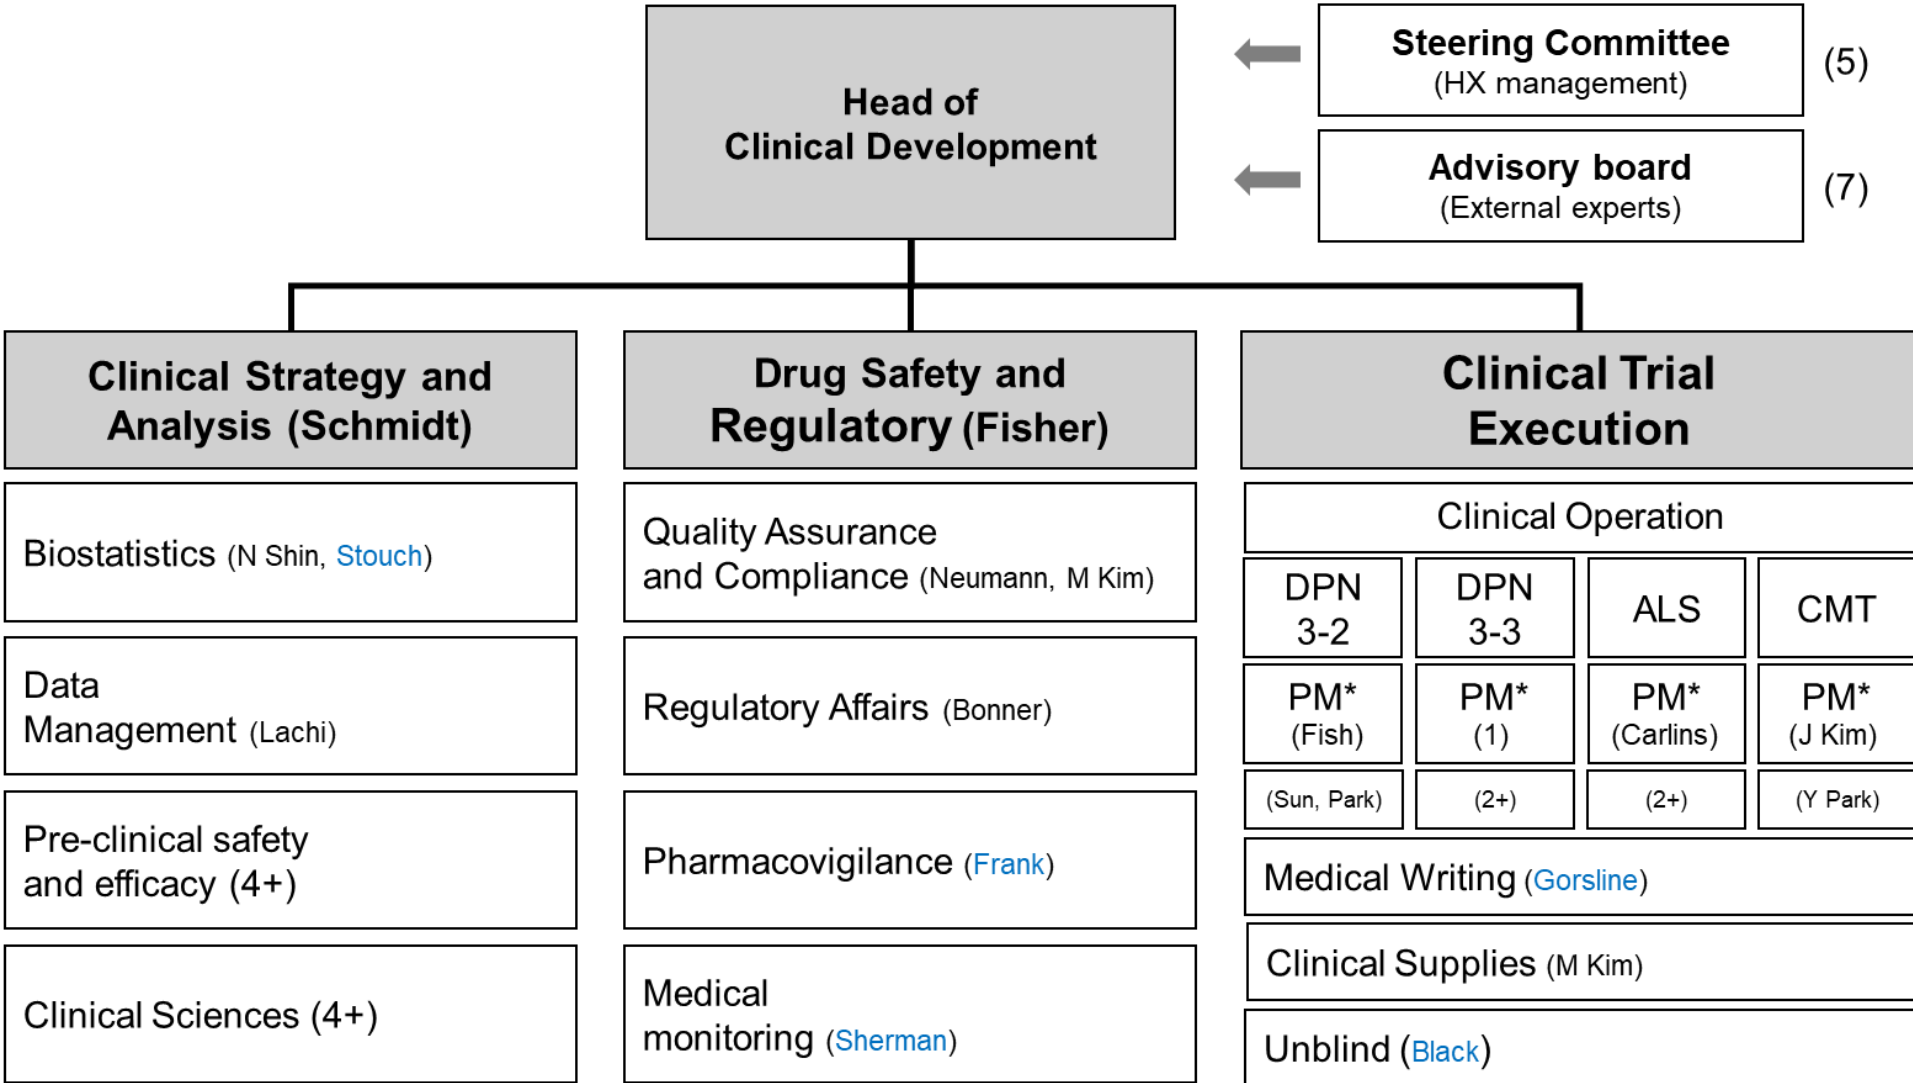 Head of
Clinical Development
Steering Committee
(HX management)
(5)
Advisory board
(External experts)
(7)
Clinical Strategy and
Analysis (Schmidt)
Biostatistics (N Shin, Stouch)
Data
Management (Lachi)
Pre-clinical safety
and efficacy (4+)
Clinical Sciences (4+)
Drug Safety and
Regulatory (Fisher)
Quality Assurance
and Compliance (Neumann, M Kim)
Regulatory Affairs (Bonner)
Pharmacovigilance (Frank)
Medical
monitoring (Sherman)
Clinical Trial
Execution
Clinical Operation
DPN
3-2
DPN
3-3
ALS
CMT
PM*
(Fish)
PM*
(1)
PM*
(Carlins)
PM*
(J Kim)
(Sun, Park)
(2+)
(2+)
(Y Park)
Medical Writing (Gorsline)
Clinical Supplies (M Kim)
Unblind (Black)